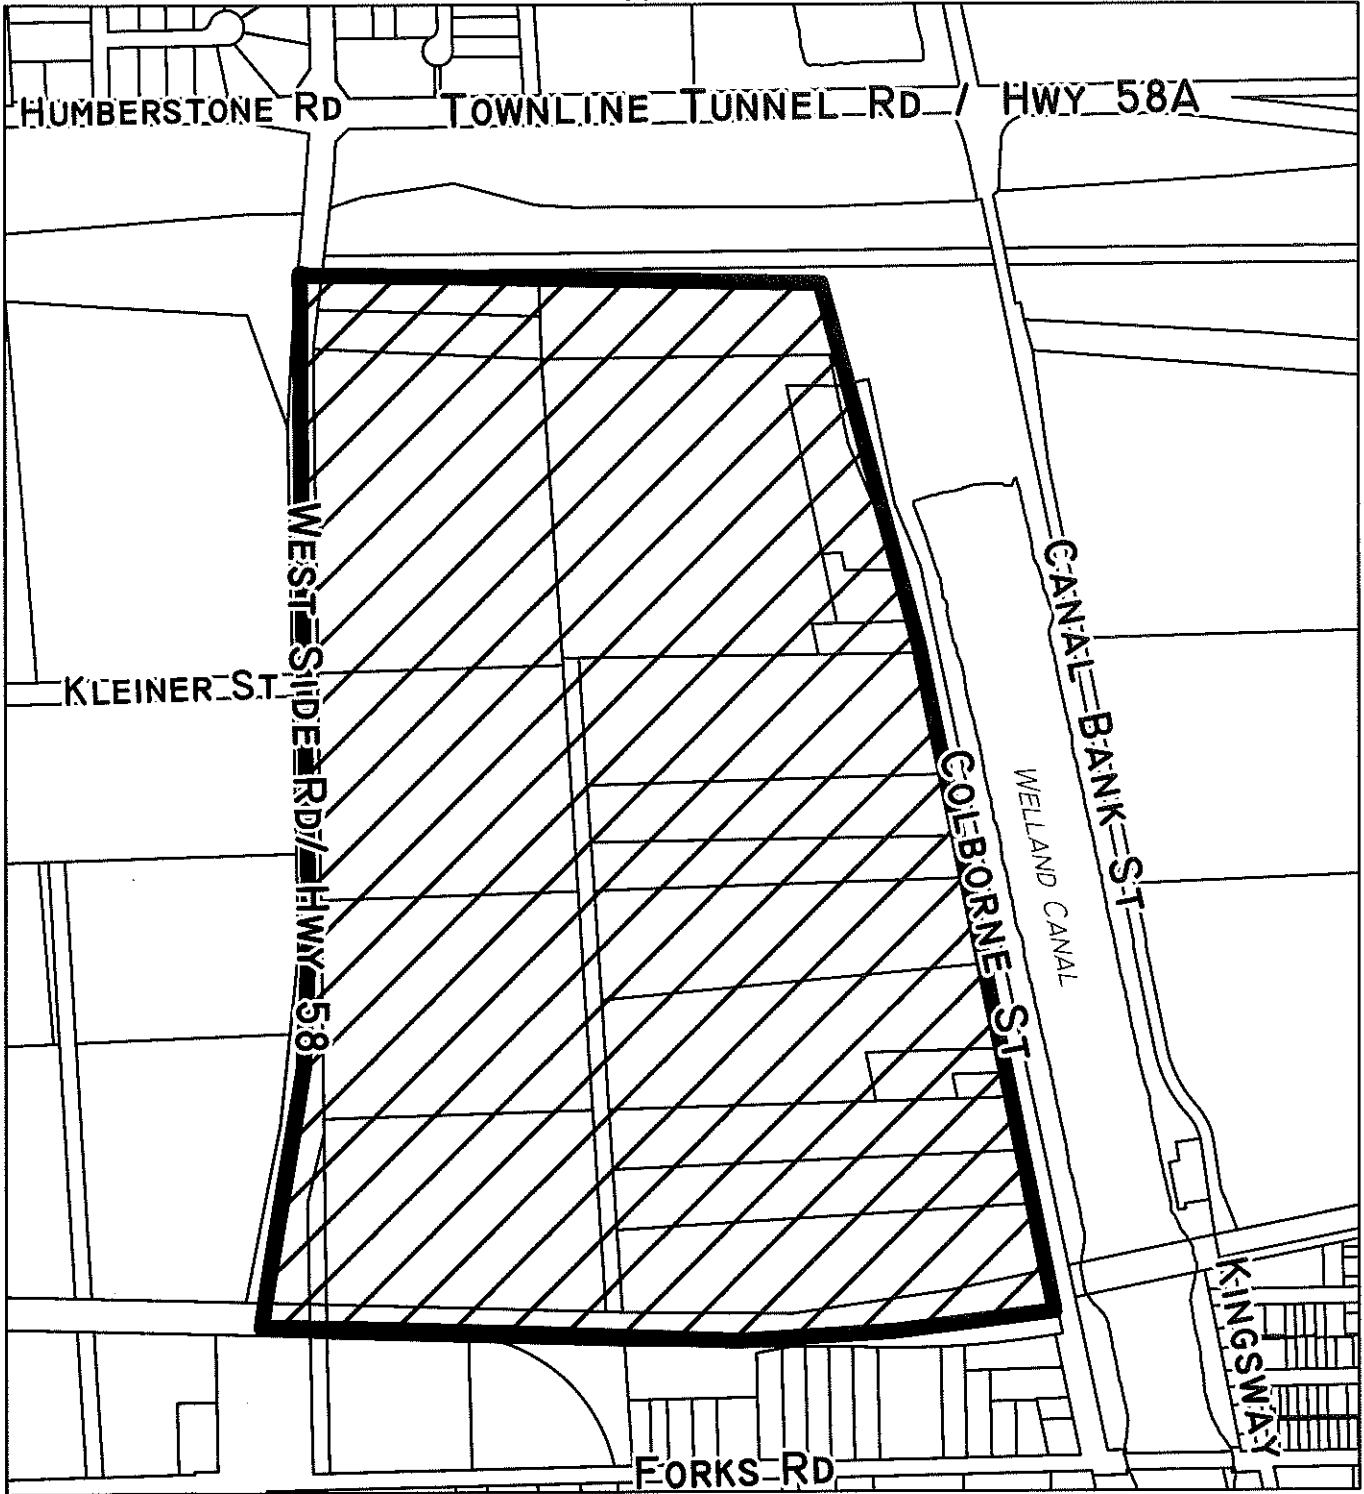 HUMBERSTONE RD
TOWNLINE TUNNEL RD / HWY 58A
WEST SIDE RD/ HWY 58
KLEINER ST
CANAL BANK ST
COLBORNE ST
WELLAND CANAL
KINGSWAY
FORKS RD